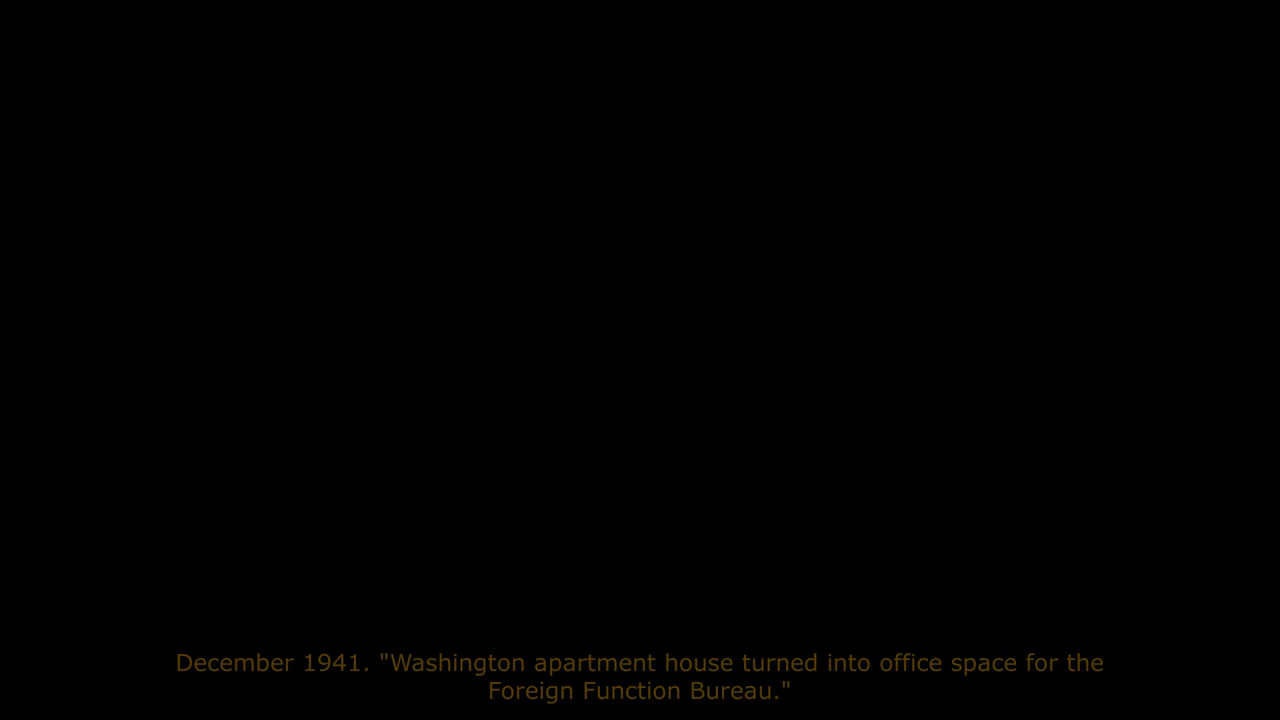 December 1941. "Washington apartment house turned into office space for the
Foreign Function Bureau."